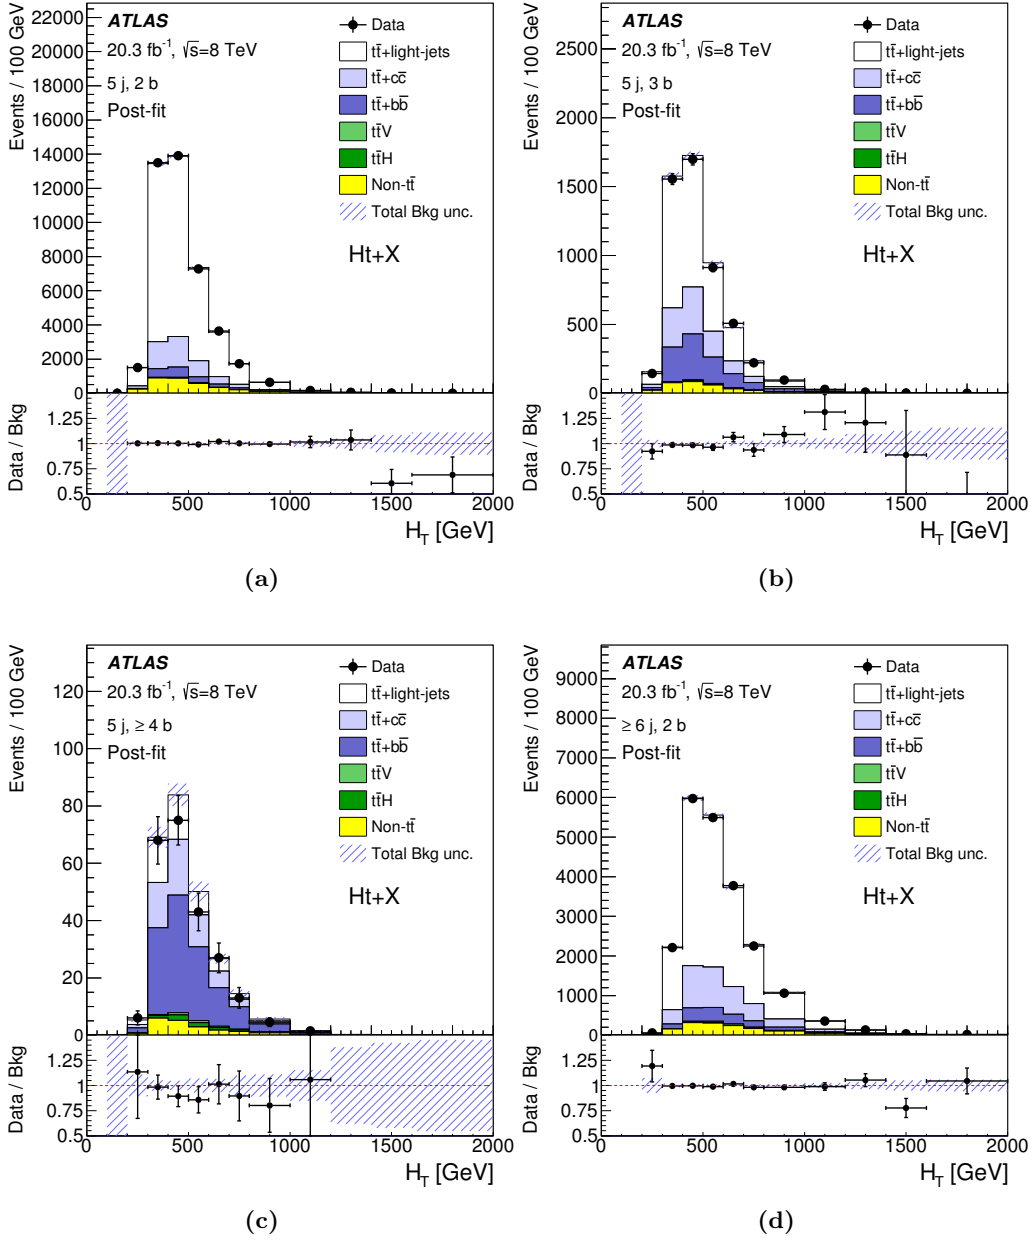 Events / 100 GeV
22000
20000
18000
16000
14000
12000
10000
8000
6000
4000
2000
0
ATLAS
20.3 fb⁻¹, √s=8 TeV
5 j, 2 b
Post-fit
Data
tt̄+light-jets
tt̄+cc̄
tt̄+bb̄
tt̄V
tt̄H
Non-tt̄
Total Bkg unc.
Ht+X
Data / Bkg
1.25
1
0.75
0.5
0 500 1000 1500 2000
H_T [GeV]
(a)
Events / 100 GeV
2500
2000
1500
1000
500
0
ATLAS
20.3 fb⁻¹, √s=8 TeV
5 j, 3 b
Post-fit
Data
tt̄+light-jets
tt̄+cc̄
tt̄+bb̄
tt̄V
tt̄H
Non-tt̄
Total Bkg unc.
Ht+X
Data / Bkg
1.25
1
0.75
0.5
0 500 1000 1500 2000
H_T [GeV]
(b)
Events / 100 GeV
120
100
80
60
40
20
0
ATLAS
20.3 fb⁻¹, √s=8 TeV
5 j, ≥ 4 b
Post-fit
Data
tt̄+light-jets
tt̄+cc̄
tt̄+bb̄
tt̄V
tt̄H
Non-tt̄
Total Bkg unc.
Ht+X
Data / Bkg
1.25
1
0.75
0.5
0 500 1000 1500 2000
H_T [GeV]
(c)
Events / 100 GeV
9000
8000
7000
6000
5000
4000
3000
2000
1000
0
ATLAS
20.3 fb⁻¹, √s=8 TeV
≥ 6 j, 2 b
Post-fit
Data
tt̄+light-jets
tt̄+cc̄
tt̄+bb̄
tt̄V
tt̄H
Non-tt̄
Total Bkg unc.
Ht+X
Data / Bkg
1.25
1
0.75
0.5
0 500 1000 1500 2000
H_T [GeV]
(d)